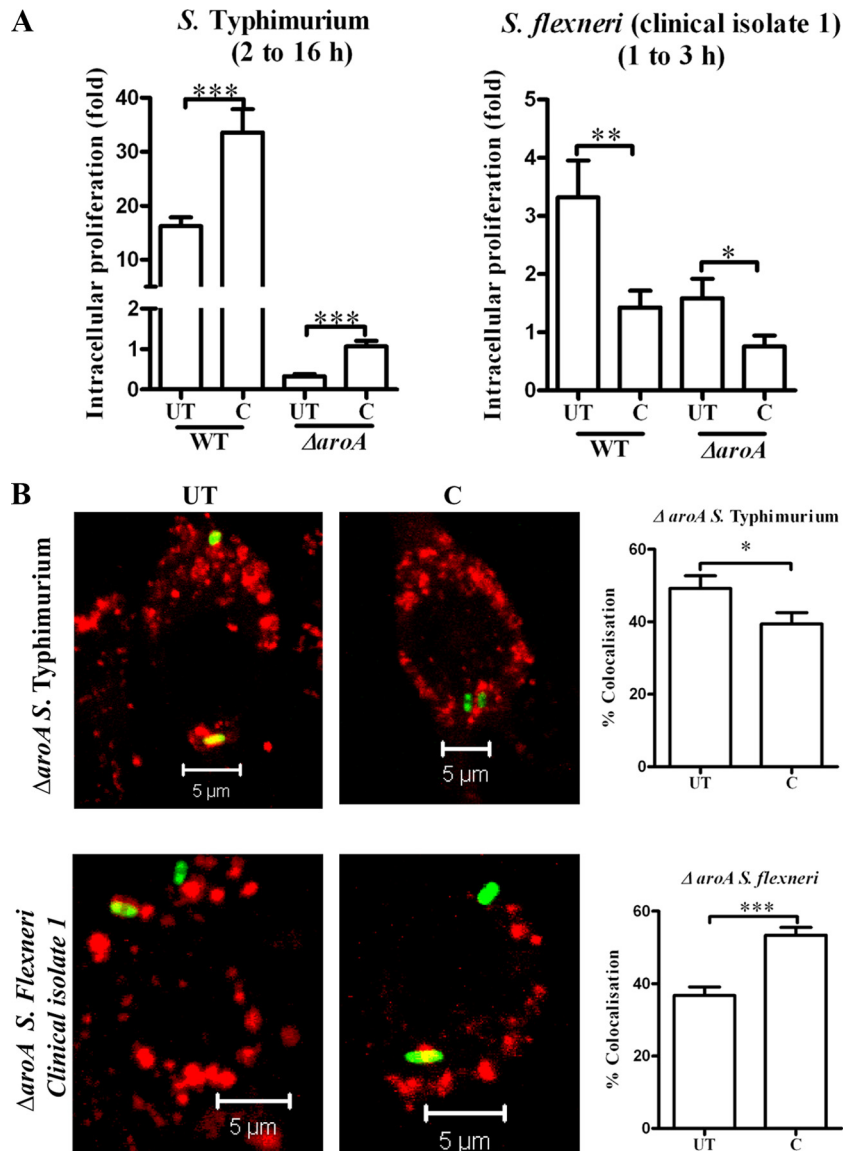 A
S. Typhimurium
(2 to 16 h)
Intracellular proliferation (fold)
40
30
20
10
2
1
0
***
***
UT
C
UT
C
WT
ΔaroA
S. flexneri (clinical isolate 1)
(1 to 3 h)
Intracellular proliferation (fold)
5
4
3
2
1
0
**
*
UT
C
UT
C
WT
ΔaroA
B
UT
C
ΔaroA S. Typhimurium
5 µm
5 µm
Δ aroA S. Typhimurium
% Colocalisation
60
40
20
0
*
UT
C
ΔaroA S. Flexneri
Clinical isolate 1
5 µm
5 µm
Δ aroA S. flexneri
% Colocalisation
60
40
20
0
***
UT
C